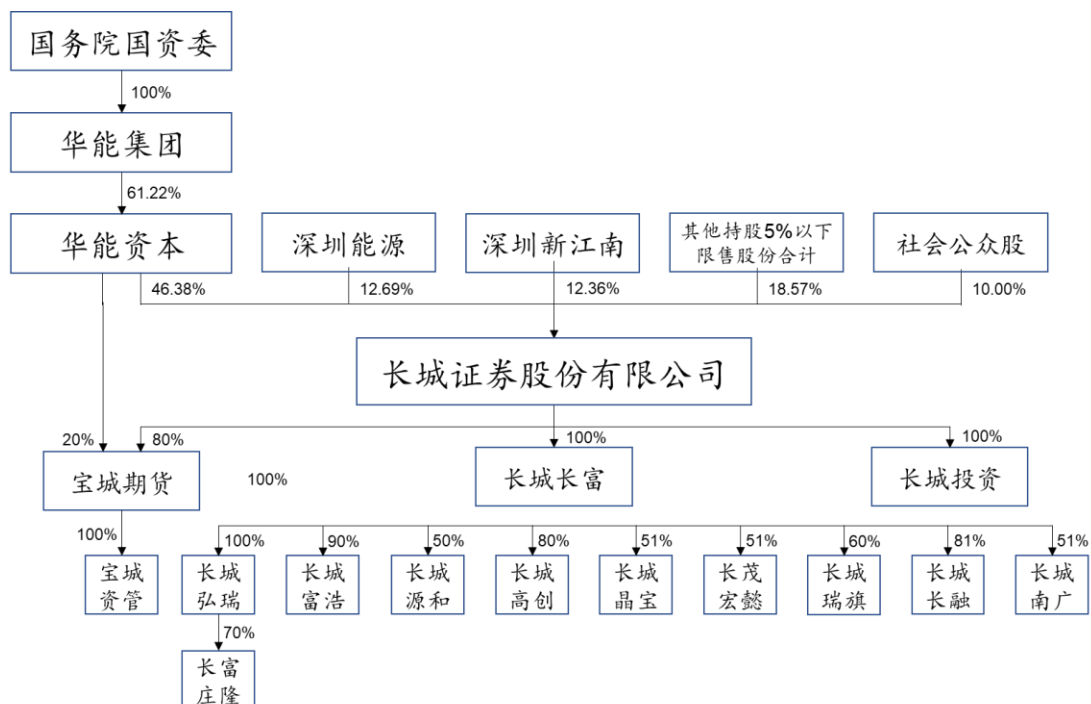 国务院国资委
100%
华能集团
61.22%
华能资本
深圳能源
深圳新江南
其他持股5%以下
限售股份合计
社会公众股
46.38%
12.69%
12.36%
18.57%
10.00%
长城证券股份有限公司
20%
80%
100%
100%
宝城期货
100%
长城长富
长城投资
100%
100%
90%
50%
80%
51%
51%
60%
81%
51%
宝城
资管
长城
弘瑞
长城
富浩
长城
源和
长城
高创
长城
晶宝
长茂
宏懿
长城
瑞旗
长城
长融
长城
南广
70%
长富
庄隆